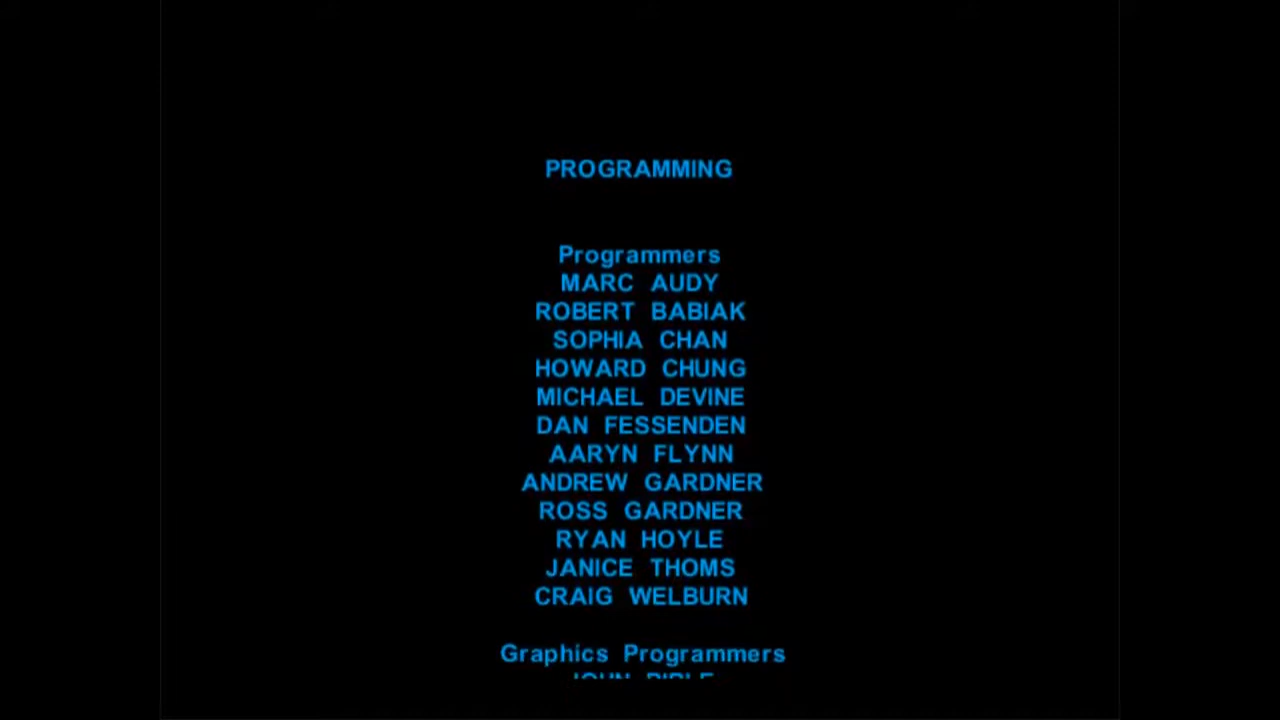 PROGRAMMING
Programmers
MARC AUDY
ROBERT BABIAK
SOPHIA CHAN
HOWARD CHUNG
MICHAEL DEVINE
DAN FESSENDEN
AARYN FLYNN
ANDREW GARDNER
ROSS GARDNER
RYAN HOYLE
JANICE THOMS
CRAIG WELBURN
Graphics Programmers
JOHN